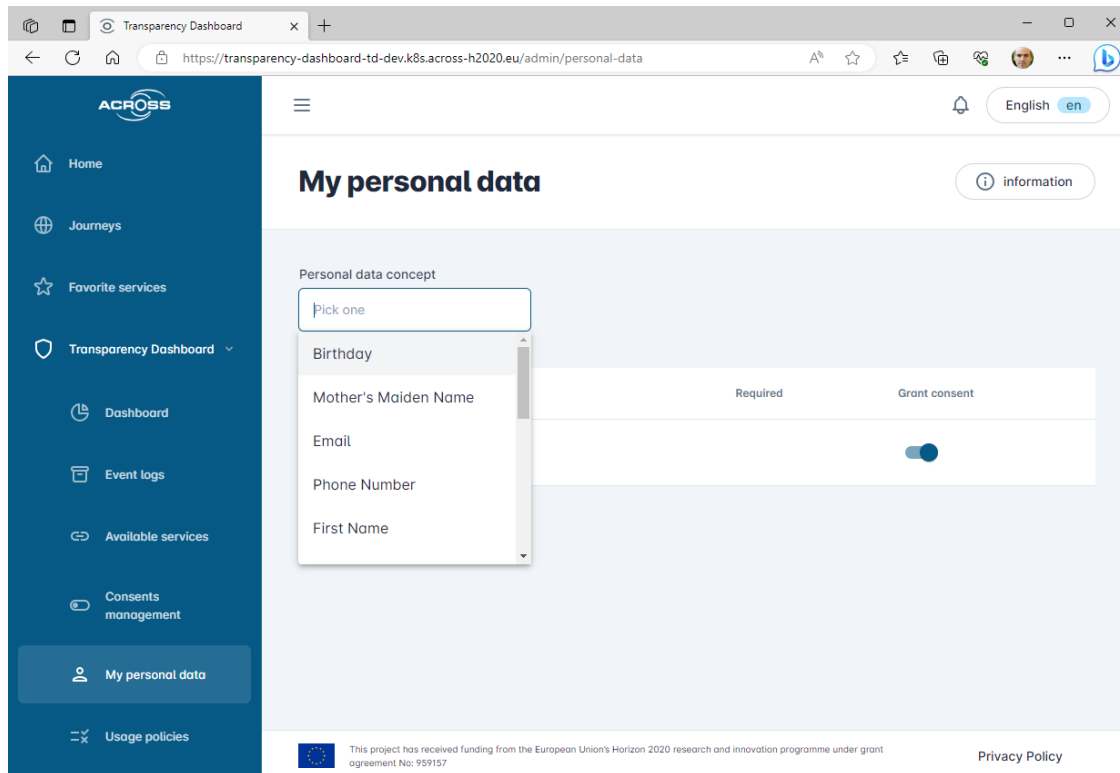 Transparency Dashboard
https://transparency-dashboard-td-dev.k8s.across-h2020.eu/admin/personal-data
ACROSS
English en
Home
My personal data
information
Journeys
Personal data concept
Favorite services
Pick one
Transparency Dashboard
Birthday
Mother's Maiden Name
Required
Grant consent
Dashboard
Email
Event logs
Phone Number
First Name
Available services
Consents
management
My personal data
Usage policies
This project has received funding from the European Union's Horizon 2020 research and innovation programme under grant
agreement No: 959157
Privacy Policy